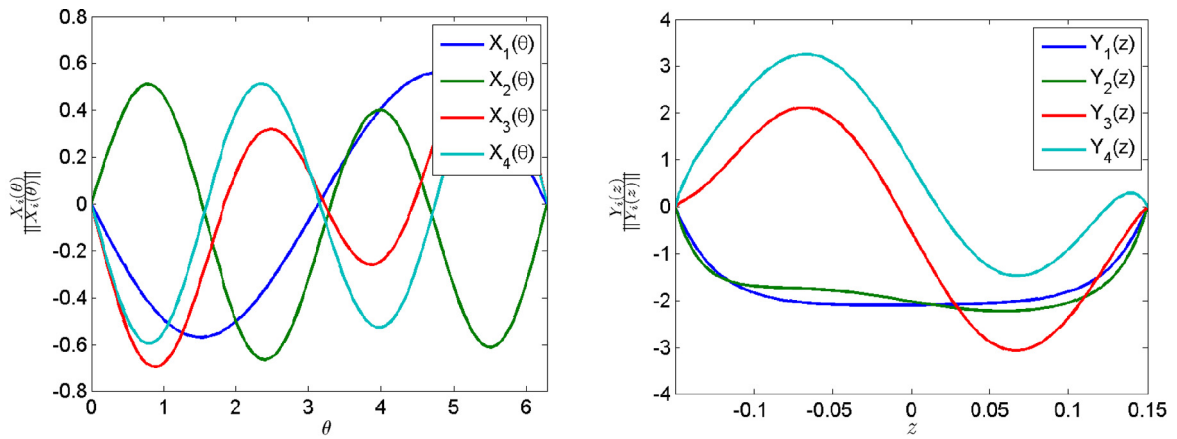 0.8
0.6
0.4
0.2
0
-0.2
-0.4
-0.6
-0.8
X_i(θ)
||X_i(θ)||
0 1 2 3 4 5 6
θ
X_1(θ)
X_2(θ)
X_3(θ)
X_4(θ)
4
3
2
1
0
-1
-2
-3
-4
Y_i(z)
||Y_i(z)||
-0.1 -0.05 0 0.05 0.1 0.15
z
Y_1(z)
Y_2(z)
Y_3(z)
Y_4(z)